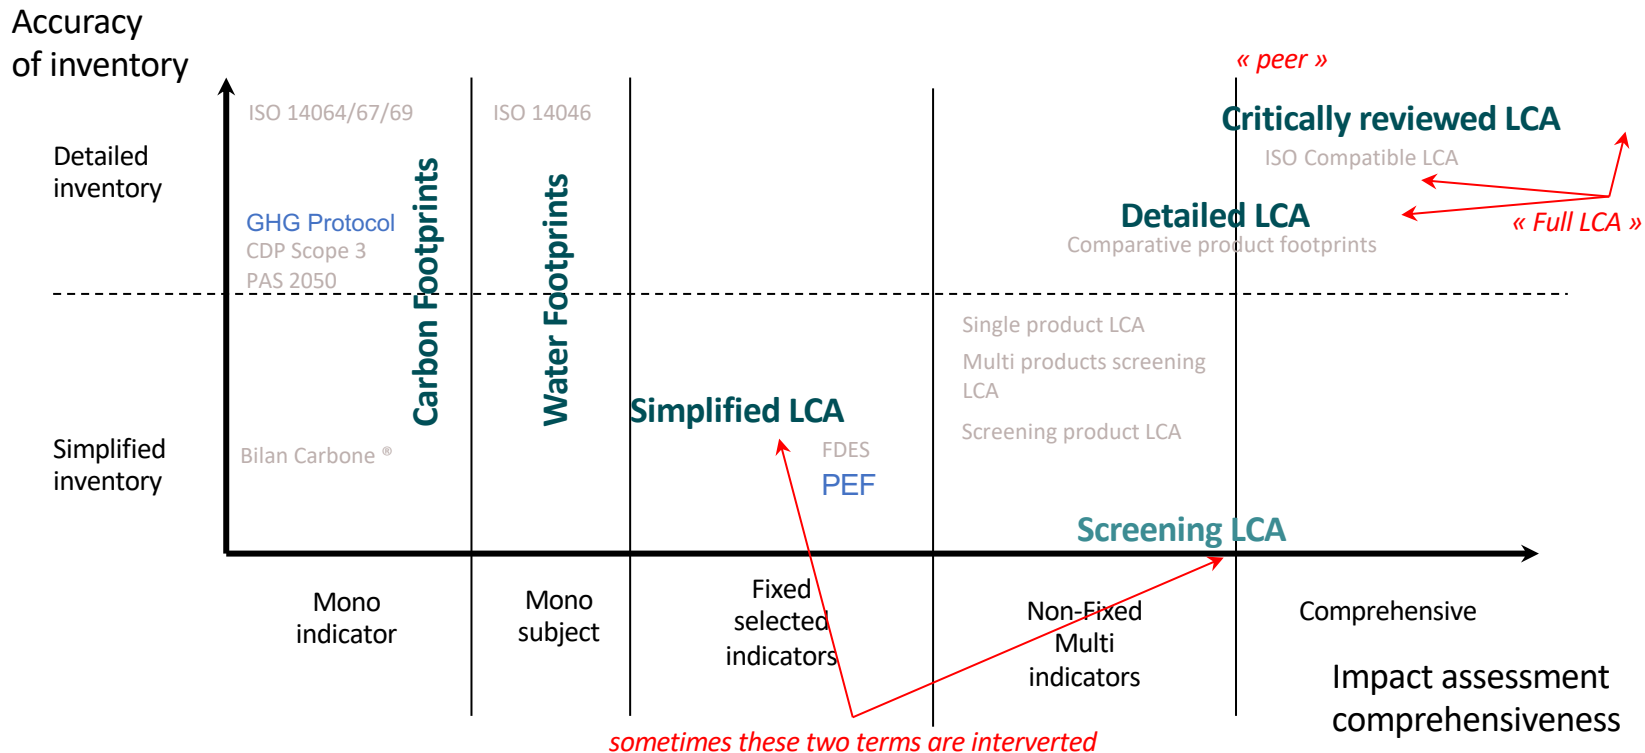 Accuracy
of inventory
« peer »
ISO 14064/67/69
ISO 14046
Critically reviewed LCA
ISO Compatible LCA
Detailed
inventory
Carbon Footprints
Water Footprints
GHG Protocol
CDP Scope 3
PAS 2050
Detailed LCA
Comparative product footprints
« Full LCA »
Single product LCA
Multi products screening
LCA
Screening product LCA
Simplified LCA
Simplified
inventory
Bilan Carbone ®
FDES
PEF
Screening LCA
Mono
indicator
Mono
subject
Fixed
selected
indicators
Non-Fixed
Multi
indicators
Comprehensive
Impact assessment
comprehensiveness
sometimes these two terms are interverted